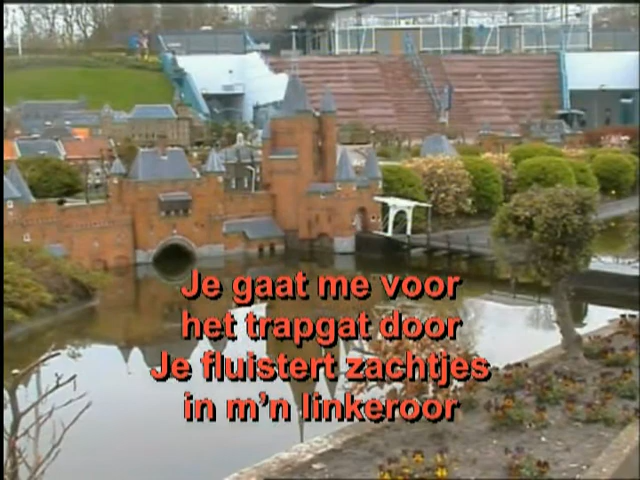 Je gaat me voor
het trapgat door
Je fluistert zachtjes
in m'n linkeroor